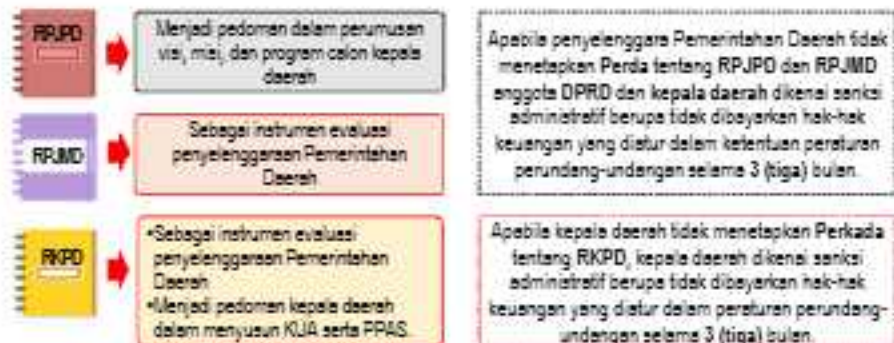 RPJPD
Menjadi pedoman dalam perumusan
visi, misi, dan program calon kepala
daerah
Apabila penyelenggara Pemerintahan Daerah tidak
menetapkan Perda tentang RPJPD dan RPJMD
anggota DPRD dan kepala daerah dikenai sanksi
administratif berupa tidak dibayarkan hak-hak
keuangan yang diatur dalam ketentuan peraturan
perundang-undangan selama 3 (tiga) bulan.
RPJMD
Sebagai instrumen evaluasi
penyelenggaraan Pemerintahan
Daerah
RKPD
•Sebagai instrumen evaluasi
penyelenggaraan Pemerintahan
Daerah
•Menjadi pedoman kepala daerah
dalam menyusun KUA serta PPAS.
Apabila kepala daerah tidak menetapkan Perkada
tentang RKPD, kepala daerah dikenai sanksi
administratif berupa tidak dibayarkan hak-hak
keuangan yang diatur dalam peraturan perundang-
undangan selama 3 (tiga) bulan.